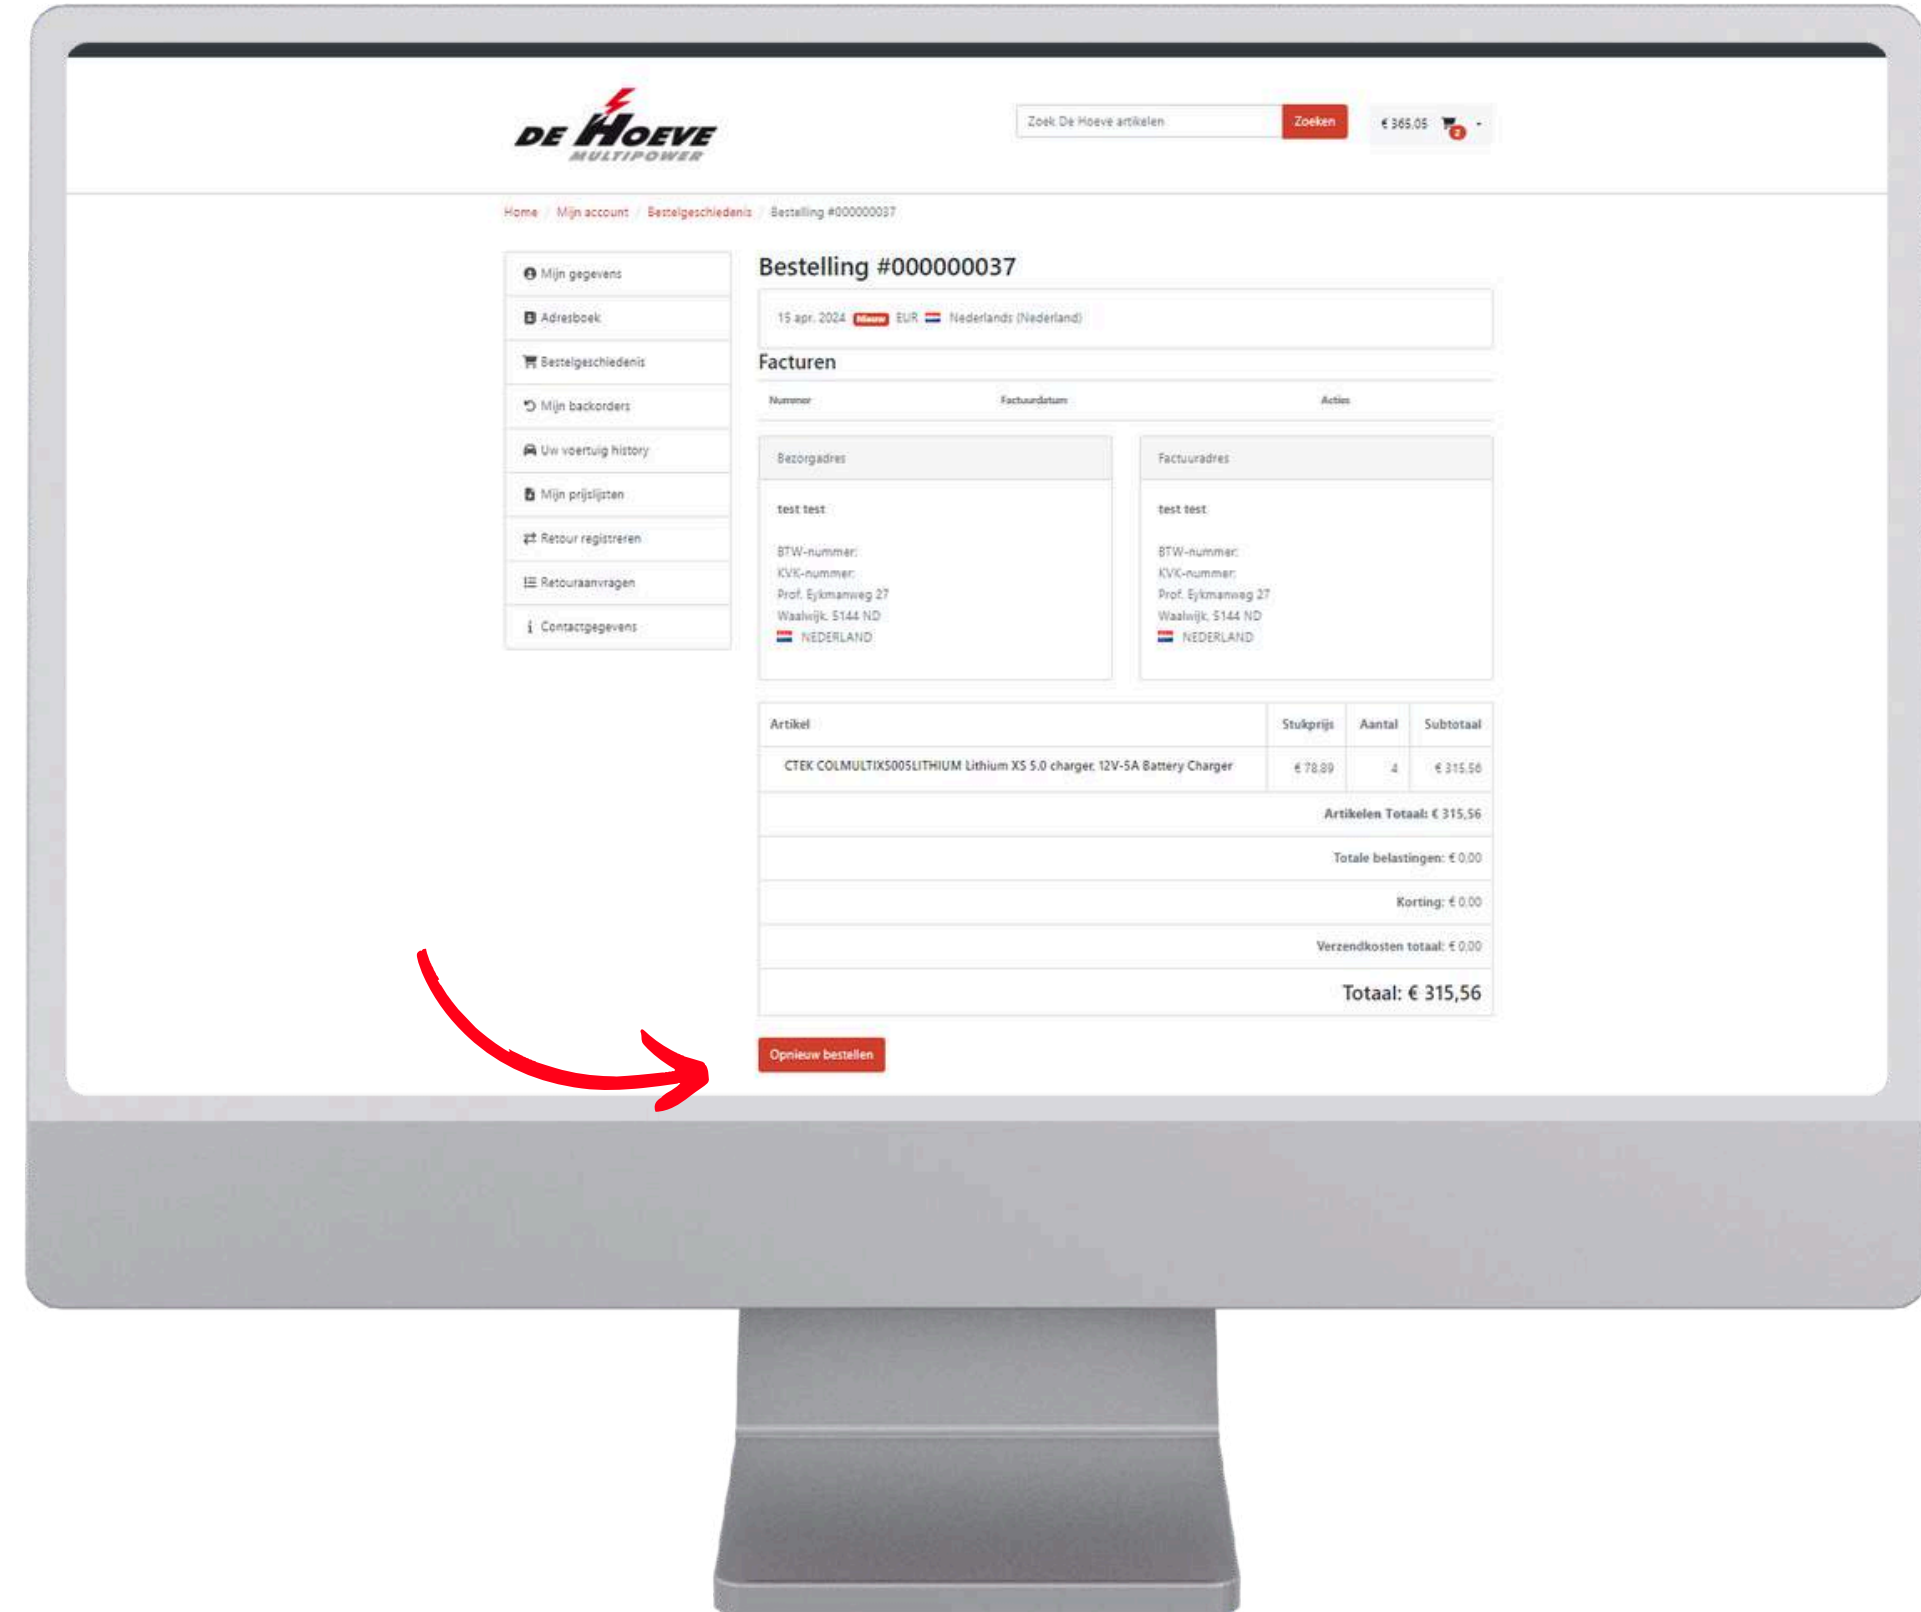 DE HOEVE
MULTIPOWER
Zoek De Hoeve artikelen
Zoeken
€ 365,05
2
Home / Mijn account / Bestelgeschiedenis / Bestelling #000000037
Mijn gegevens
Adresboek
Bestelgeschiedenis
Mijn backorders
Uw voertuig history
Mijn prijslijsten
Retour registreren
Retouraanvragen
Contactgegevens
Bestelling #000000037
15 apr. 2024 Nieuw EUR Nederlands (Nederland)
Facturen
Nummer Factuurdatum Acties
Bezorgadres
test test
BTW-nummer:
KVK-nummer:
Prof. Eykmanweg 27
Waalwijk, 5144 ND
NEDERLAND
Factuuradres
test test
BTW-nummer:
KVK-nummer:
Prof. Eykmanweg 27
Waalwijk, 5144 ND
NEDERLAND
Artikel Stukprijs Aantal Subtotaal
CTEK COLMULTIXS005LITHIUM Lithium XS 5.0 charger, 12V-5A Battery Charger € 78,89 4 € 315,56
Artikelen Totaal: € 315,56
Totale belastingen: € 0,00
Korting: € 0,00
Verzendkosten totaal: € 0,00
Totaal: € 315,56
Opnieuw bestellen